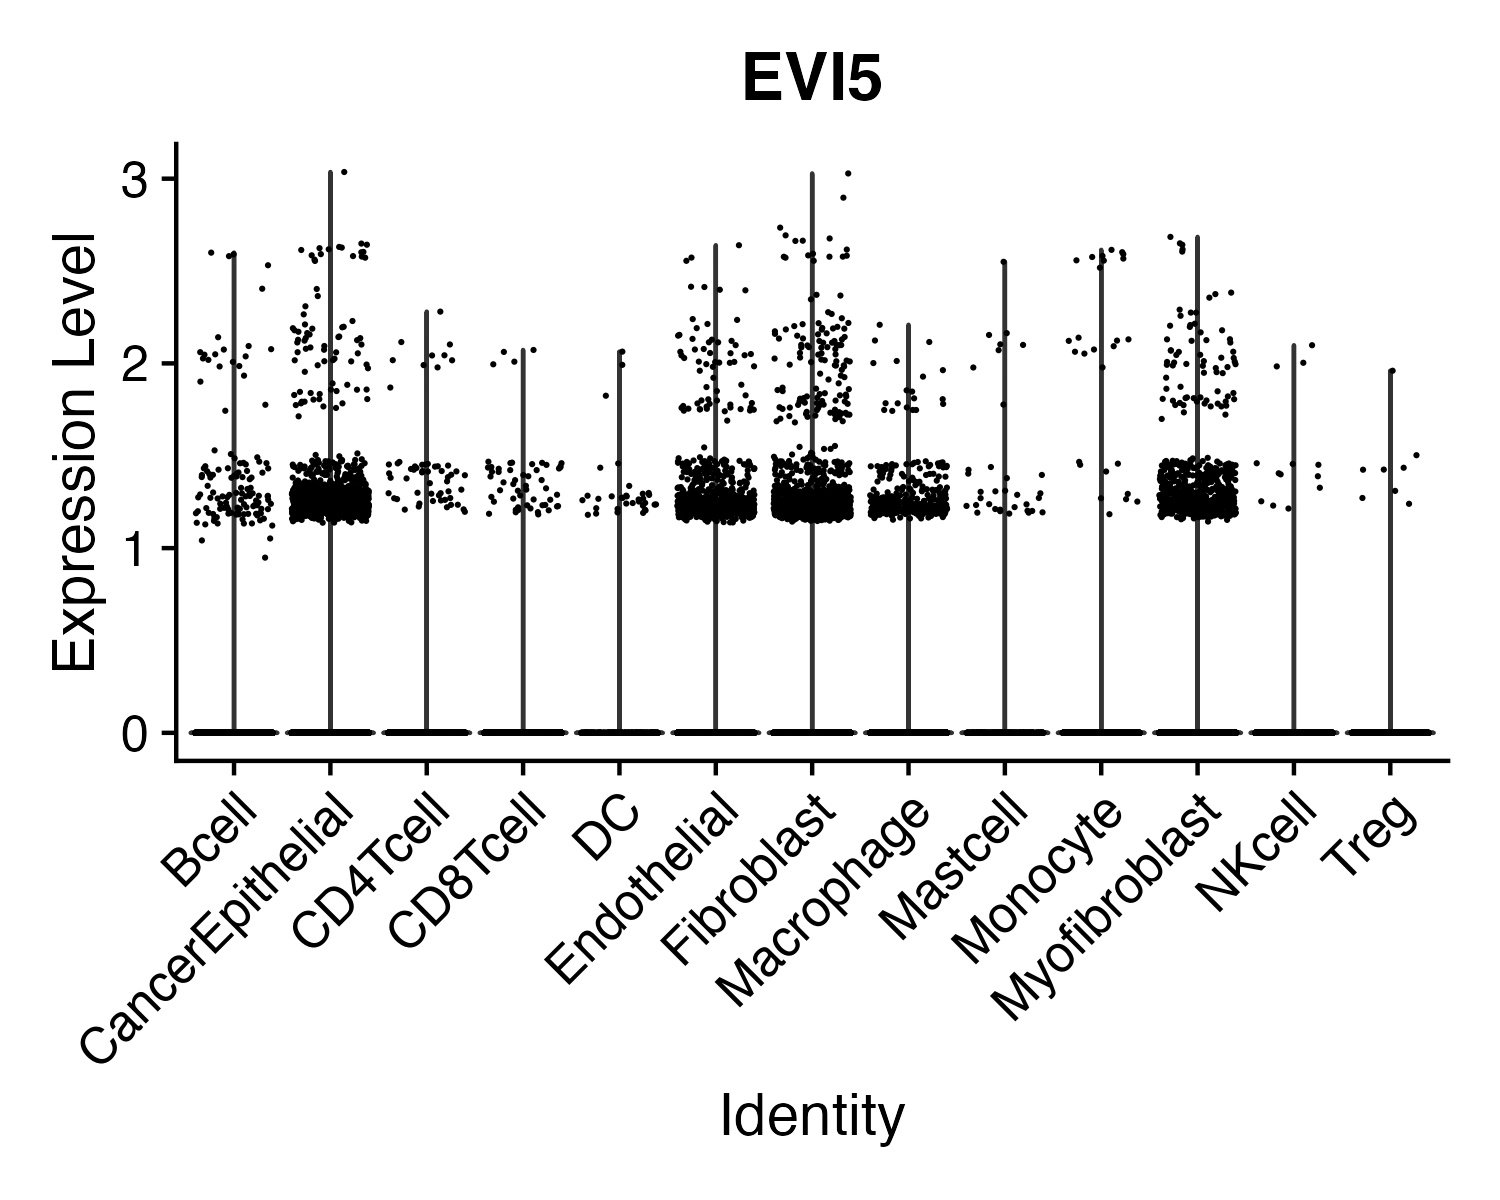 EVI5
Expression Level
3
2
1
0
Bcell
CancerEpithelial
CD4Tcell
CD8Tcell
DC
Endothelial
Fibroblast
Macrophage
Mastcell
Monocyte
Myofibroblast
NKcell
Treg
Identity